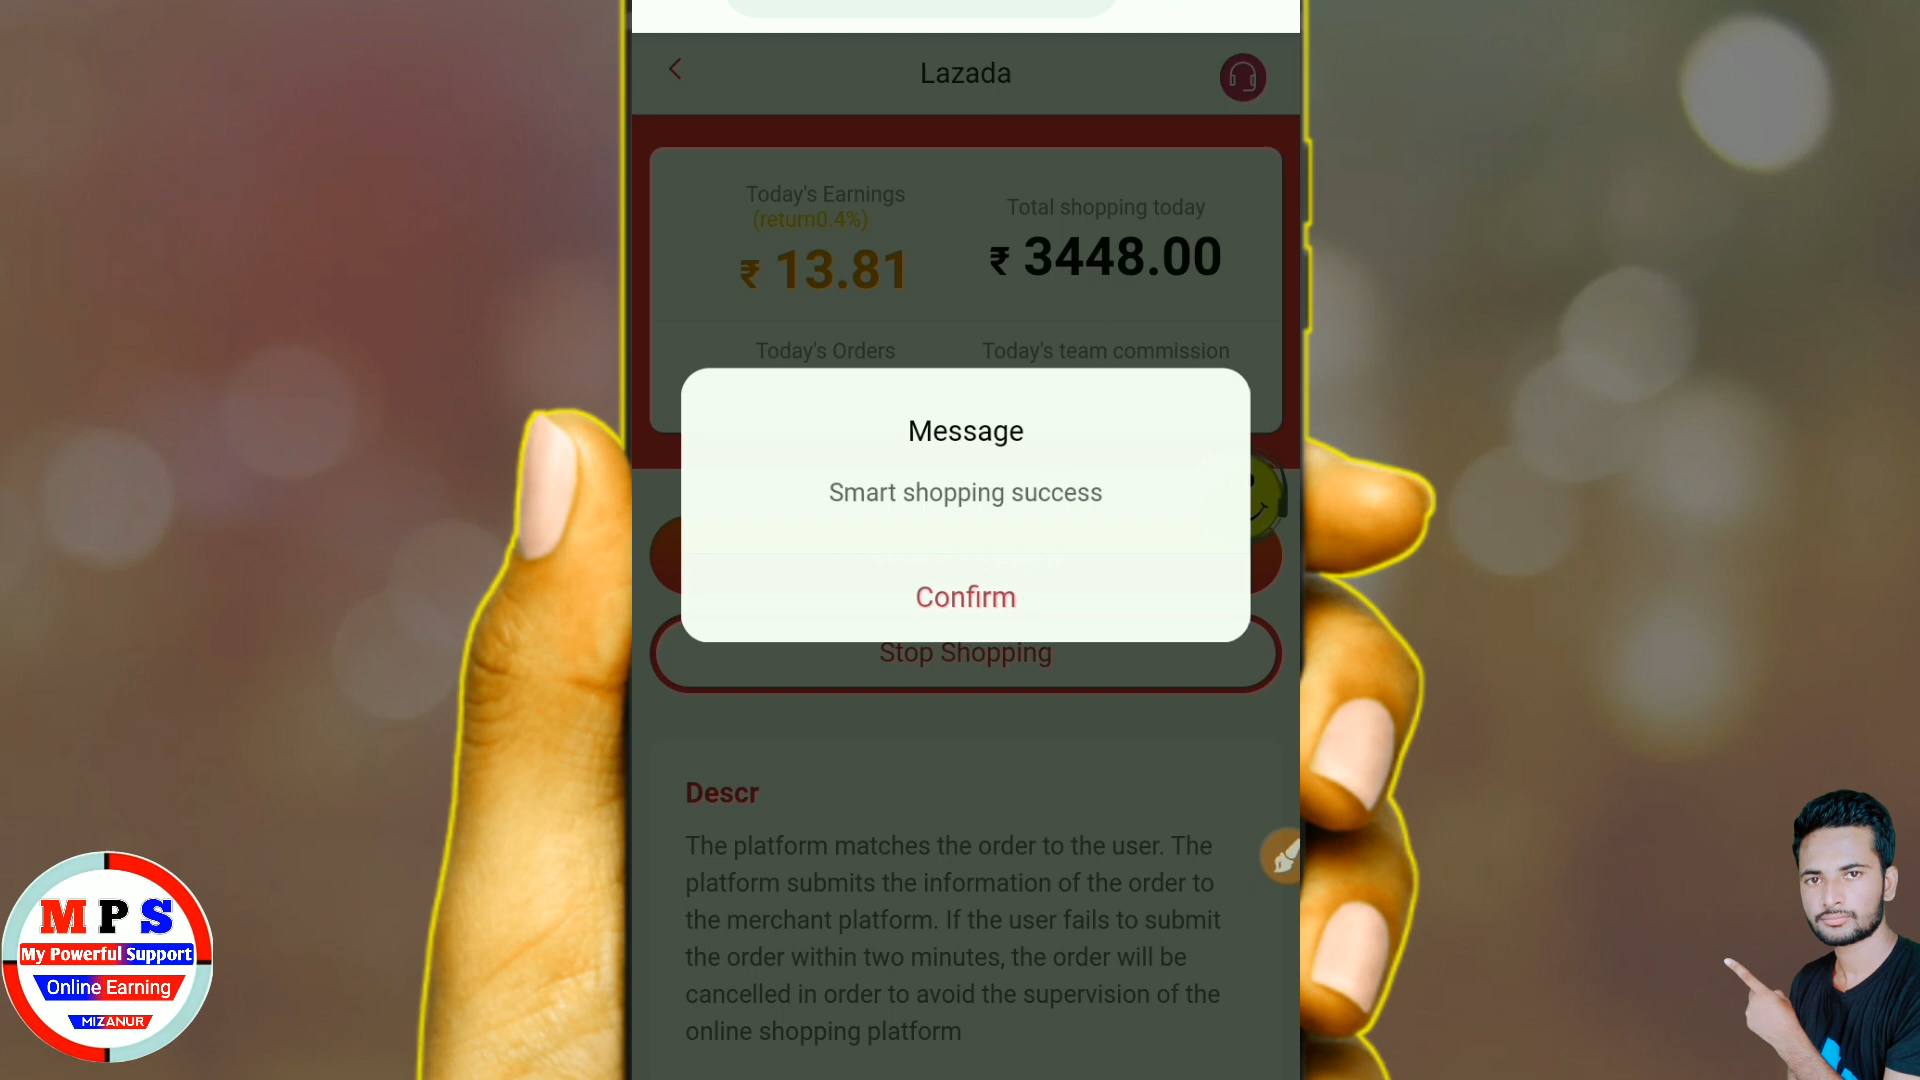 Lazada
Today's Earnings
(return0.4%)
₹ 13.81
Total shopping today
₹ 3448.00
Today's Orders
Today's team commission
Message
Smart shopping success
Confirm
Stop Shopping
Descr
The platform matches the order to the user. The
platform submits the information of the order to
the merchant platform. If the user fails to submit
the order within two minutes, the order will be
cancelled in order to avoid the supervision of the
online shopping platform
M P S
My Powerful Support
Online Earning
MIZANUR